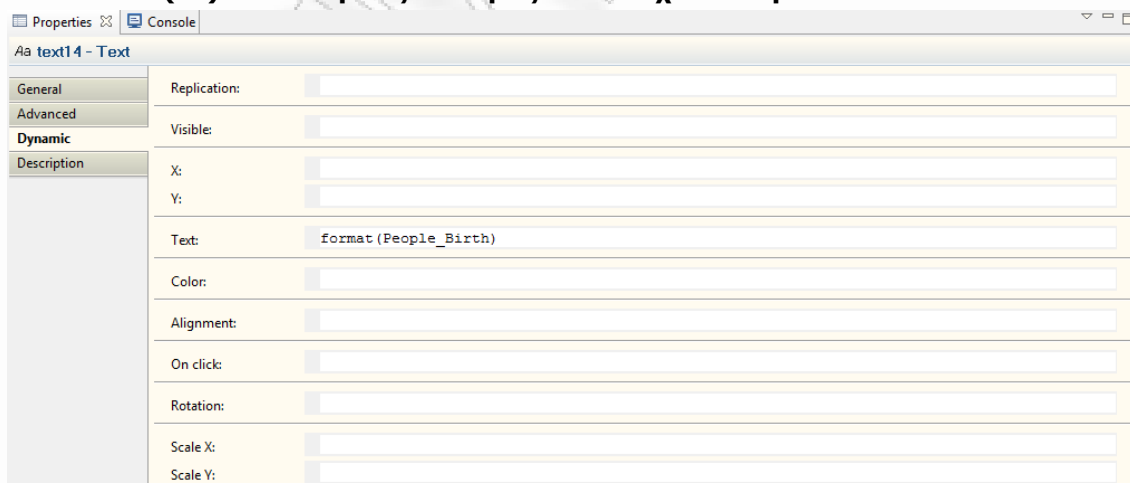 Properties Console
Aa text14 - Text
General
Advanced
Dynamic
Description
Replication:
Visible:
X:
Y:
Text: format(People_Birth)
Color:
Alignment:
On click:
Rotation:
Scale X:
Scale Y: